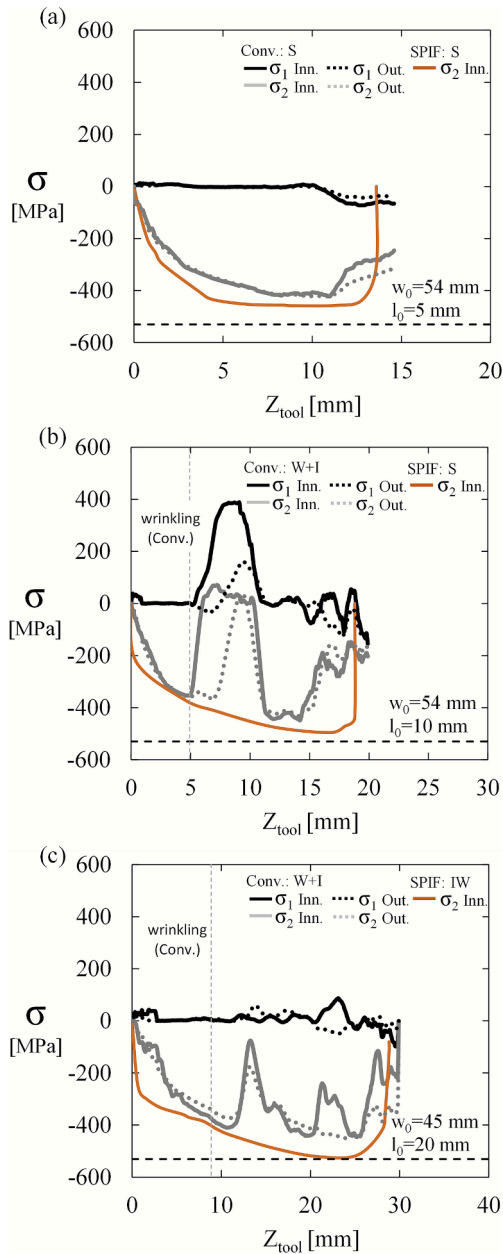 (a)
600
400
200
0
-200
-400
-600
σ
[MPa]
Conv.: S SPIF: S
σ1 Inn. σ1 Out. σ2 Inn.
σ2 Inn. σ2 Out.
w0=54 mm
l0=5 mm
0 5 10 15 20
Ztool [mm]
(b)
600
400
200
0
-200
-400
-600
σ
[MPa]
Conv.: W+I SPIF: S
σ1 Inn. σ1 Out. σ2 Inn.
σ2 Inn. σ2 Out.
wrinkling
(Conv.)
w0=54 mm
l0=10 mm
0 5 10 15 20 25 30
Ztool [mm]
(c)
600
400
200
0
-200
-400
-600
σ
[MPa]
Conv.: W+I SPIF: IW
σ1 Inn. σ1 Out. σ2 Inn.
σ2 Inn. σ2 Out.
wrinkling
(Conv.)
w0=45 mm
l0=20 mm
0 10 20 30 40
Ztool [mm]